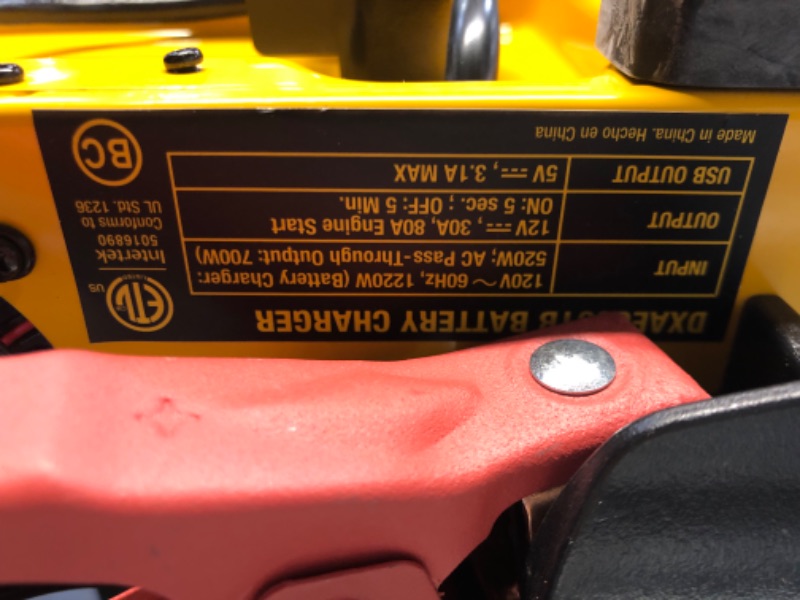 BATTERY CHARGER
INPUT
120V ~ 60Hz, 1220W (Battery Charger:
520W; AC Pass-Through Output: 700W)
OUTPUT
12V ⎓, 30A, 80A Engine Start
ON: 5 sec. ; OFF: 5 Min.
USB OUTPUT
5V ⎓, 3.1A MAX
Made in China. Hecho en China
ETL
LISTED
US
Intertek
5016890
Conforms to
UL Std. 1236
BC